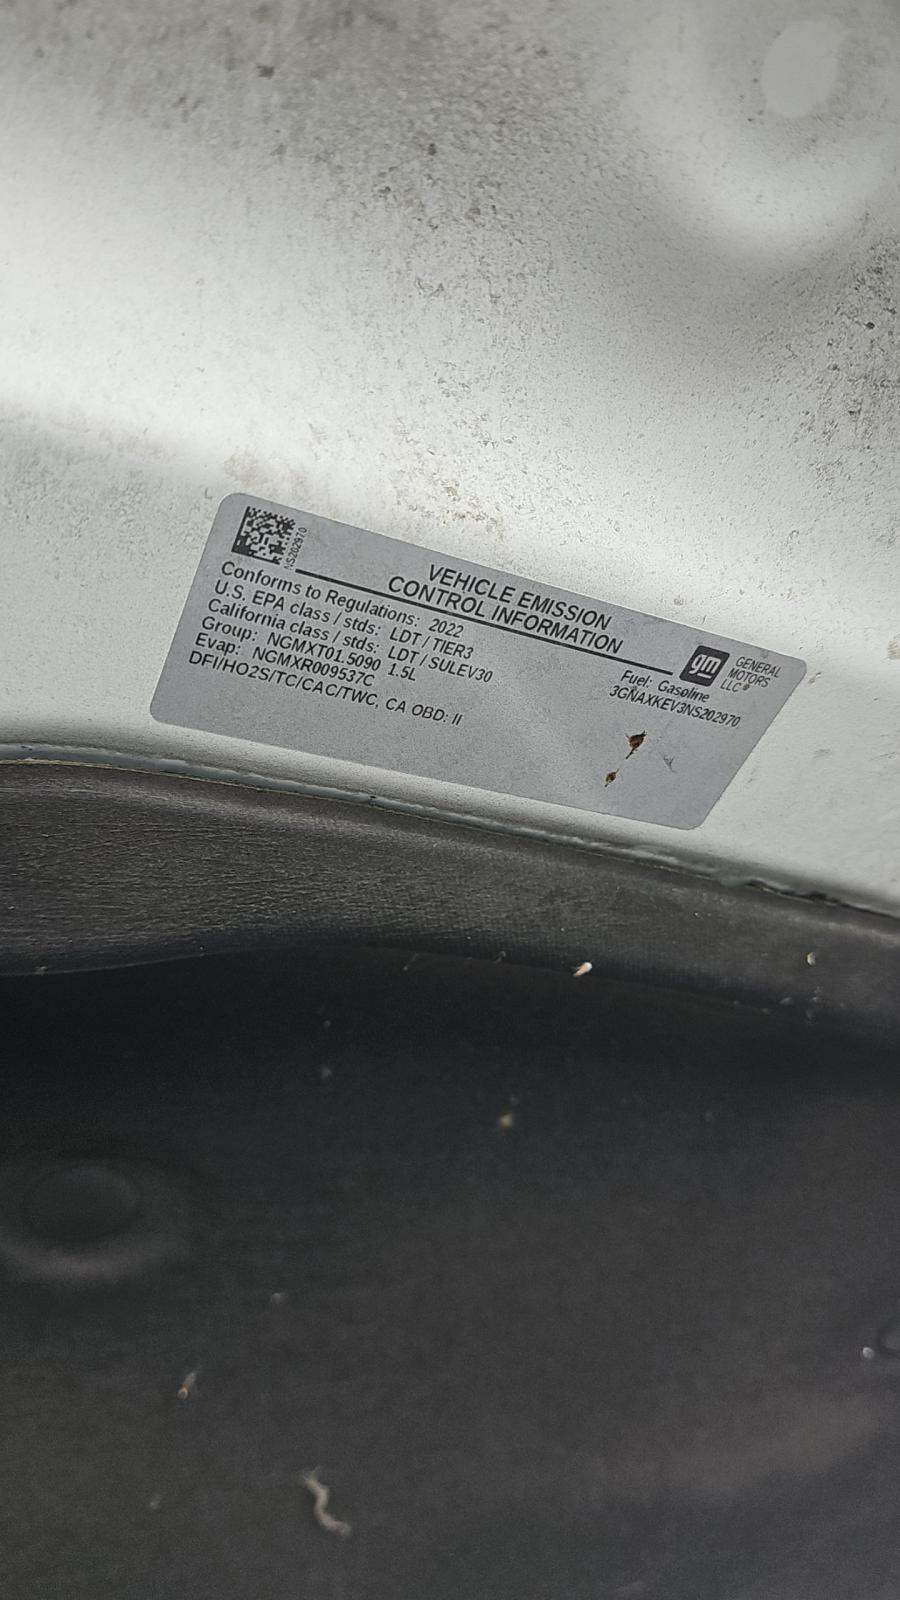 NS202970
VEHICLE EMISSION
CONTROL INFORMATION
gm GENERAL
MOTORS
LLC®
Conforms to Regulations: 2022
U.S. EPA class / stds: LDT / TIER3
California class / stds: LDT / SULEV30
Group: NGMXT01.5090 1.5L
Evap: NGMXR009537C
DFI/HO2S/TC/CAC/TWC, CA OBD: II
Fuel: Gasoline
3GNAXKEV3NS202970